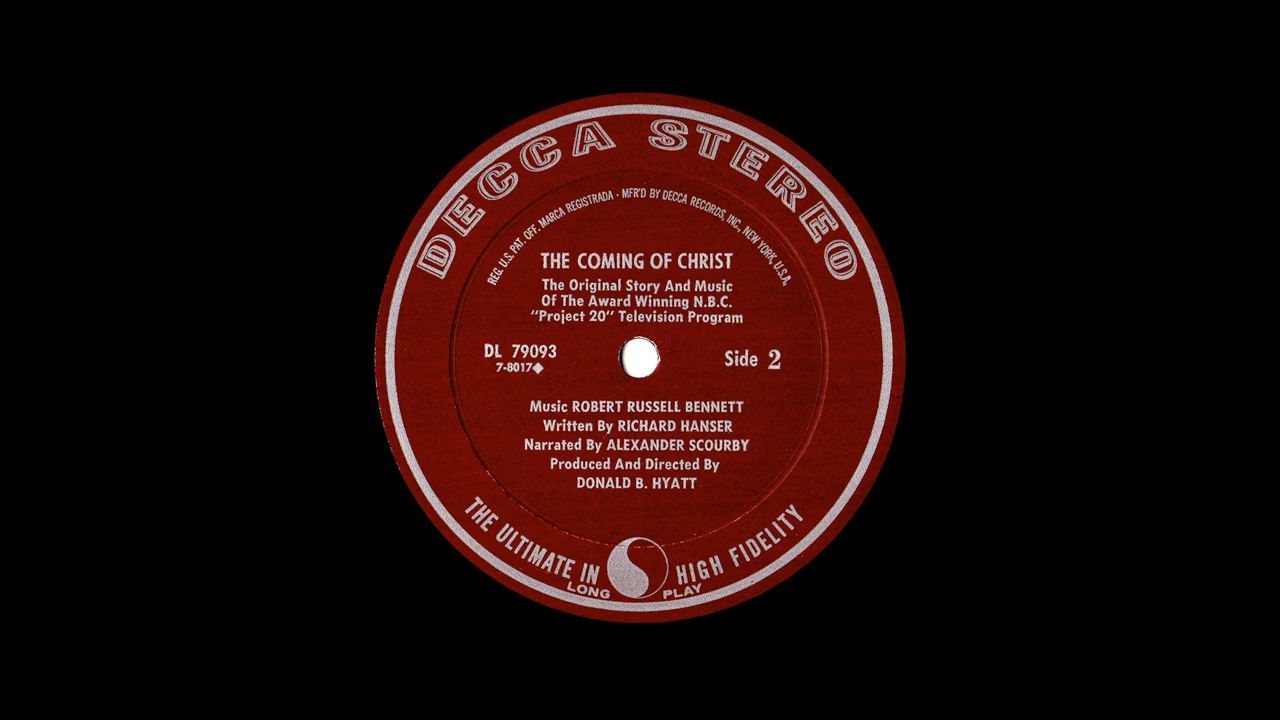 DECCA STEREO
REG. U.S. PAT. OFF. MARCA REGISTRADA · MFR'D BY DECCA RECORDS, INC., NEW YORK, U.S.A.
THE COMING OF CHRIST
The Original Story And Music
Of The Award Winning N.B.C.
"Project 20" Television Program
DL 79093
7-8017◆
Side 2
Music ROBERT RUSSELL BENNETT
Written By RICHARD HANSER
Narrated By ALEXANDER SCOURBY
Produced And Directed By
DONALD B. HYATT
THE ULTIMATE IN HIGH FIDELITY
LONG PLAY